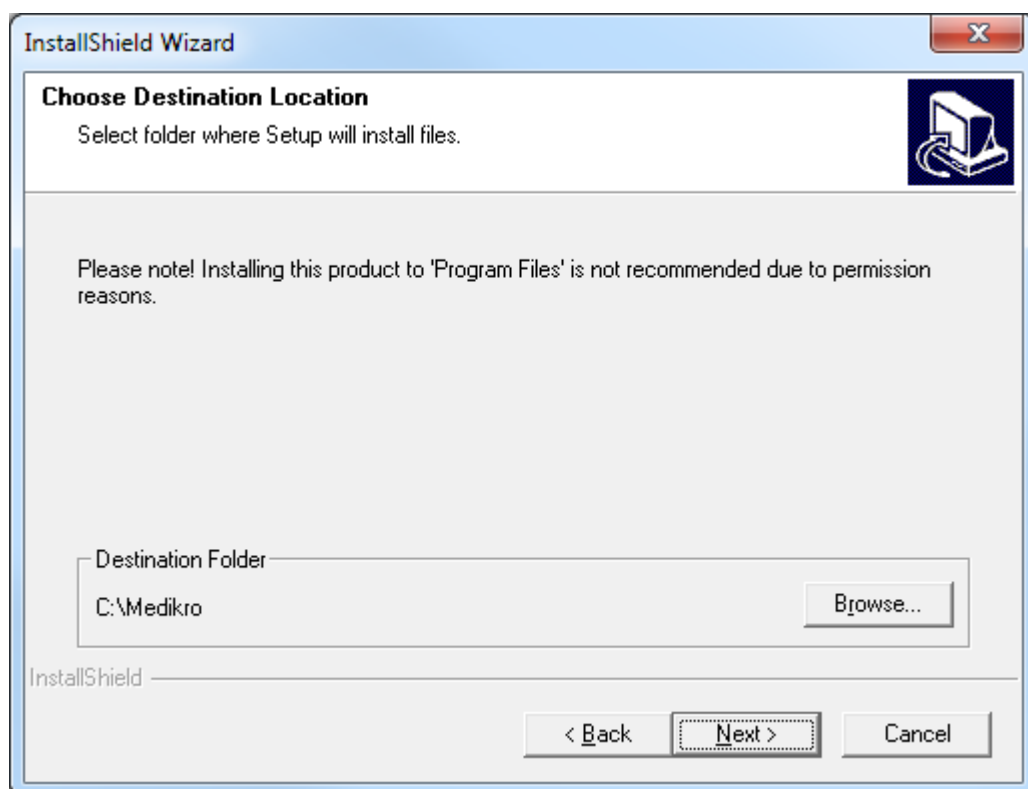 InstallShield Wizard
Choose Destination Location
Select folder where Setup will install files.
Please note! Installing this product to 'Program Files' is not recommended due to permission
reasons.
Destination Folder
C:\Medikro
Browse...
InstallShield
< Back
Next >
Cancel